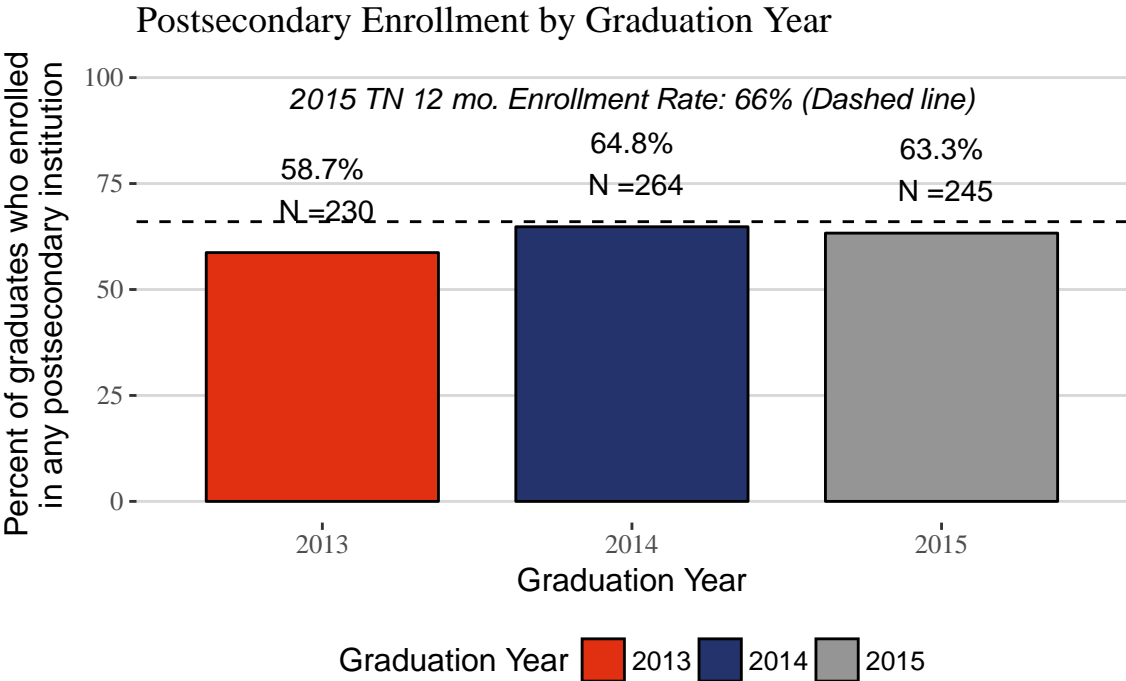 Postsecondary Enrollment by Graduation Year
Percent of graduates who enrolled
in any postsecondary institution
100
75
50
25
0
2015 TN 12 mo. Enrollment Rate: 66% (Dashed line)
58.7%
N =230
64.8%
N =264
63.3%
N =245
2013
2014
2015
Graduation Year
Graduation Year 2013 2014 2015